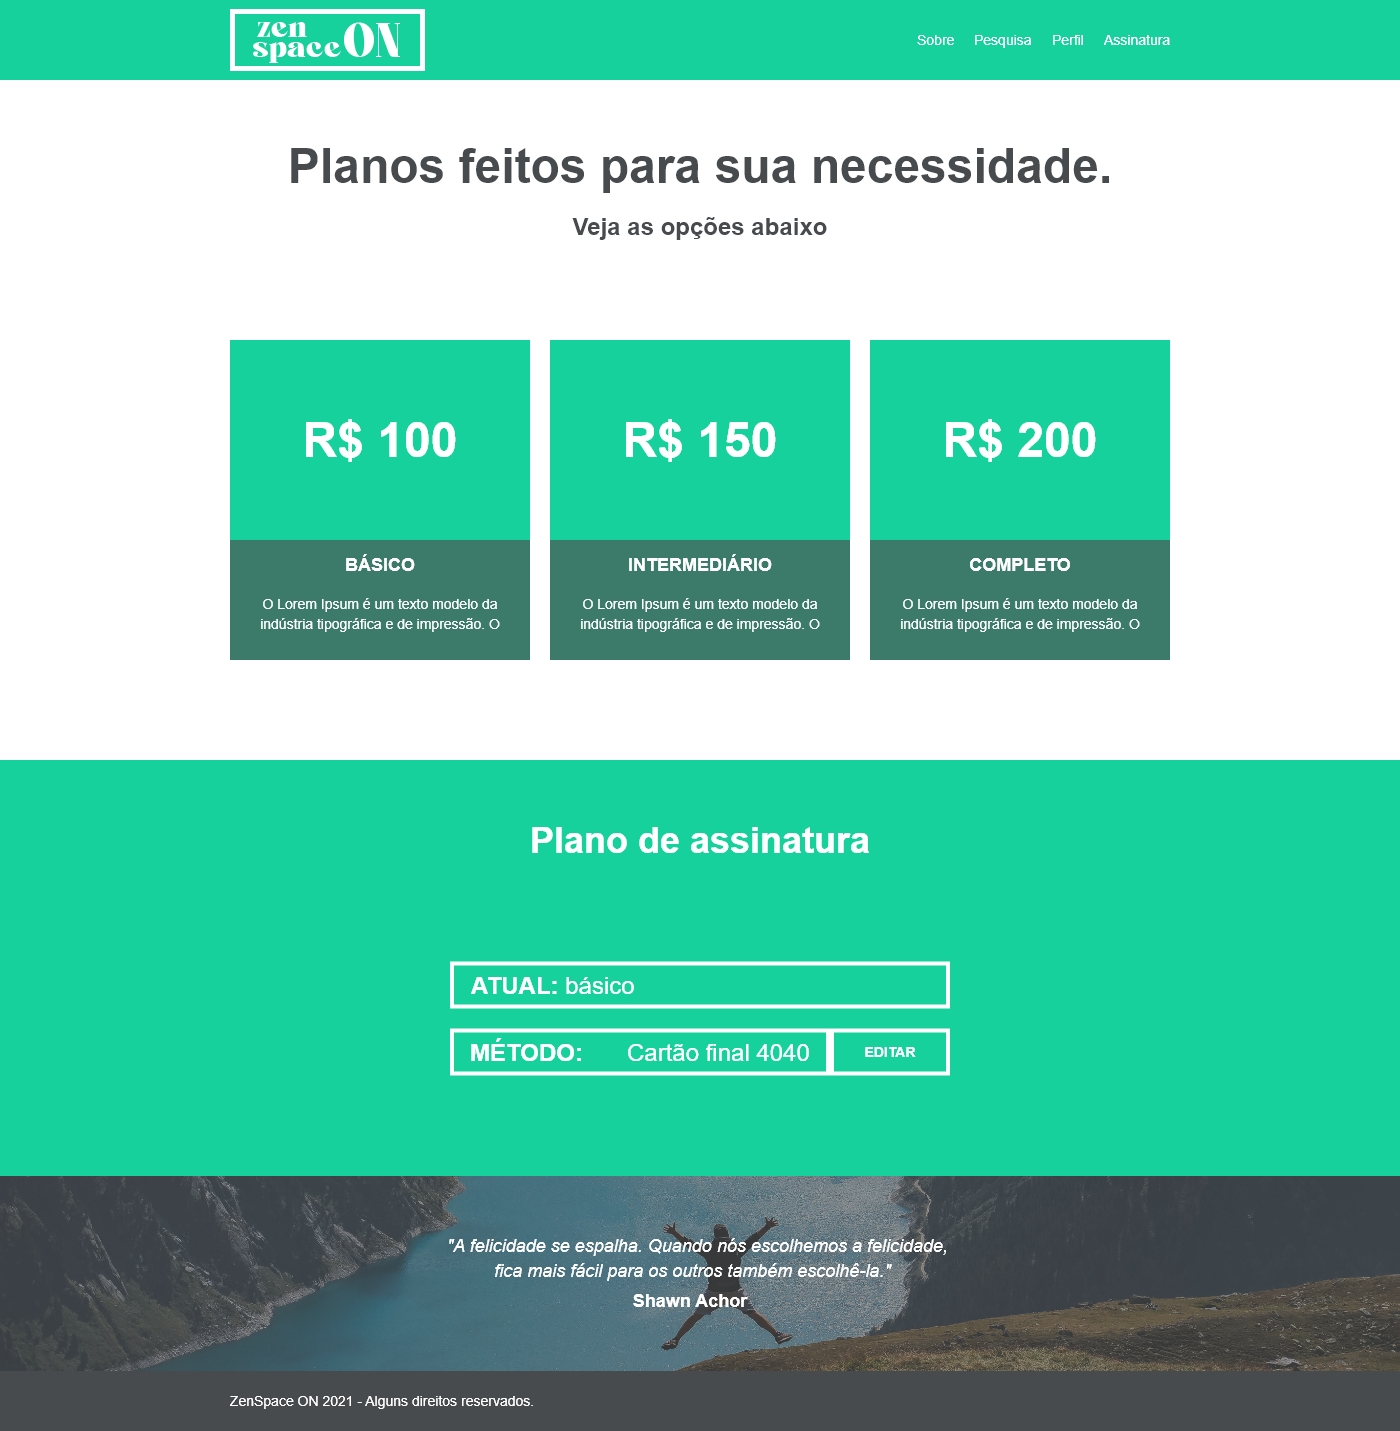 zen
space ON
Sobre Pesquisa Perfil Assinatura
Planos feitos para sua necessidade.
Veja as opções abaixo
R$ 100
BÁSICO
O Lorem Ipsum é um texto modelo da
indústria tipográfica e de impressão. O
R$ 150
INTERMEDIÁRIO
O Lorem Ipsum é um texto modelo da
indústria tipográfica e de impressão. O
R$ 200
COMPLETO
O Lorem Ipsum é um texto modelo da
indústria tipográfica e de impressão. O
Plano de assinatura
ATUAL: básico
MÉTODO: Cartão final 4040 EDITAR
"A felicidade se espalha. Quando nós escolhemos a felicidade,
fica mais fácil para os outros também escolhê-la."
Shawn Achor
ZenSpace ON 2021 - Alguns direitos reservados.